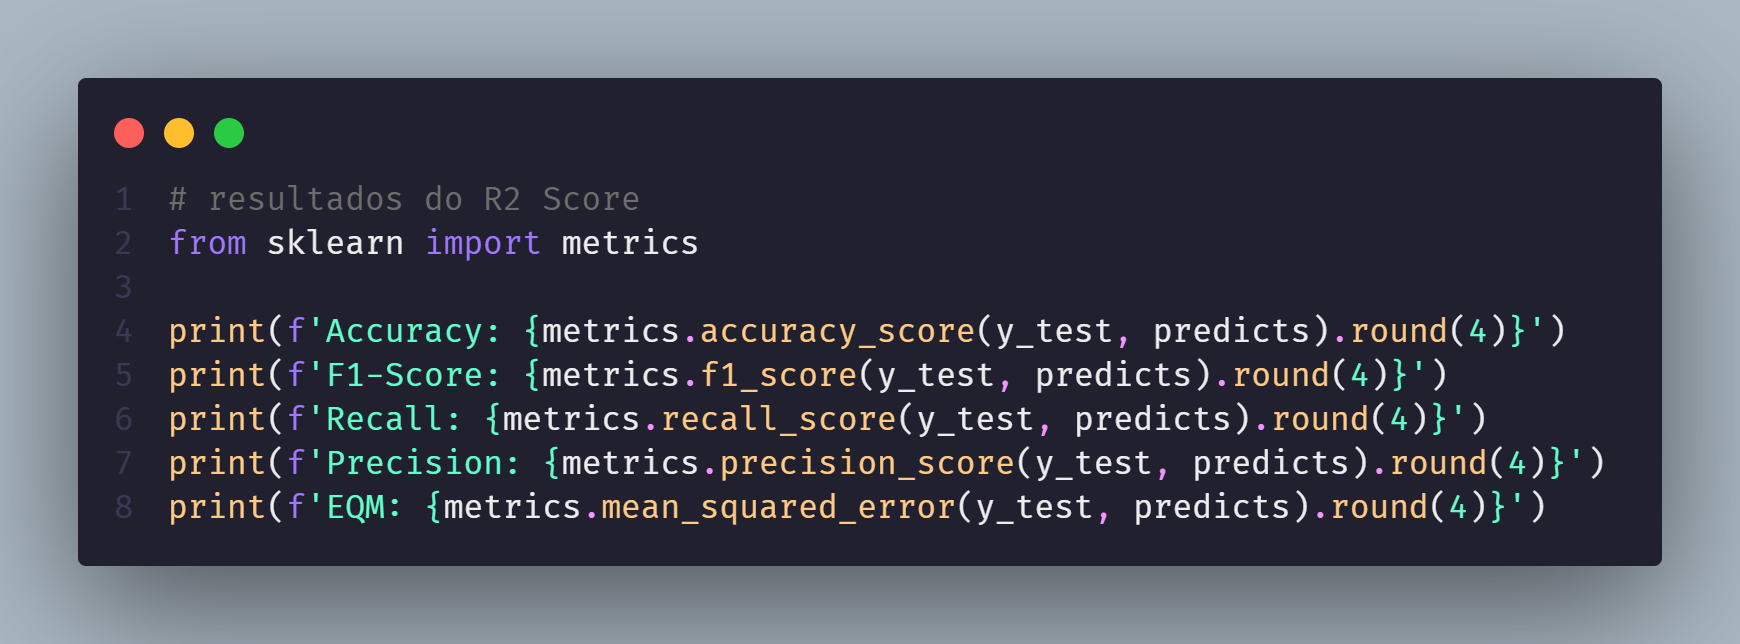 1 # resultados do R2 Score
2 from sklearn import metrics
3
4 print(f'Accuracy: {metrics.accuracy_score(y_test, predicts).round(4)}')
5 print(f'F1-Score: {metrics.f1_score(y_test, predicts).round(4)}')
6 print(f'Recall: {metrics.recall_score(y_test, predicts).round(4)}')
7 print(f'Precision: {metrics.precision_score(y_test, predicts).round(4)}')
8 print(f'EQM: {metrics.mean_squared_error(y_test, predicts).round(4)}')